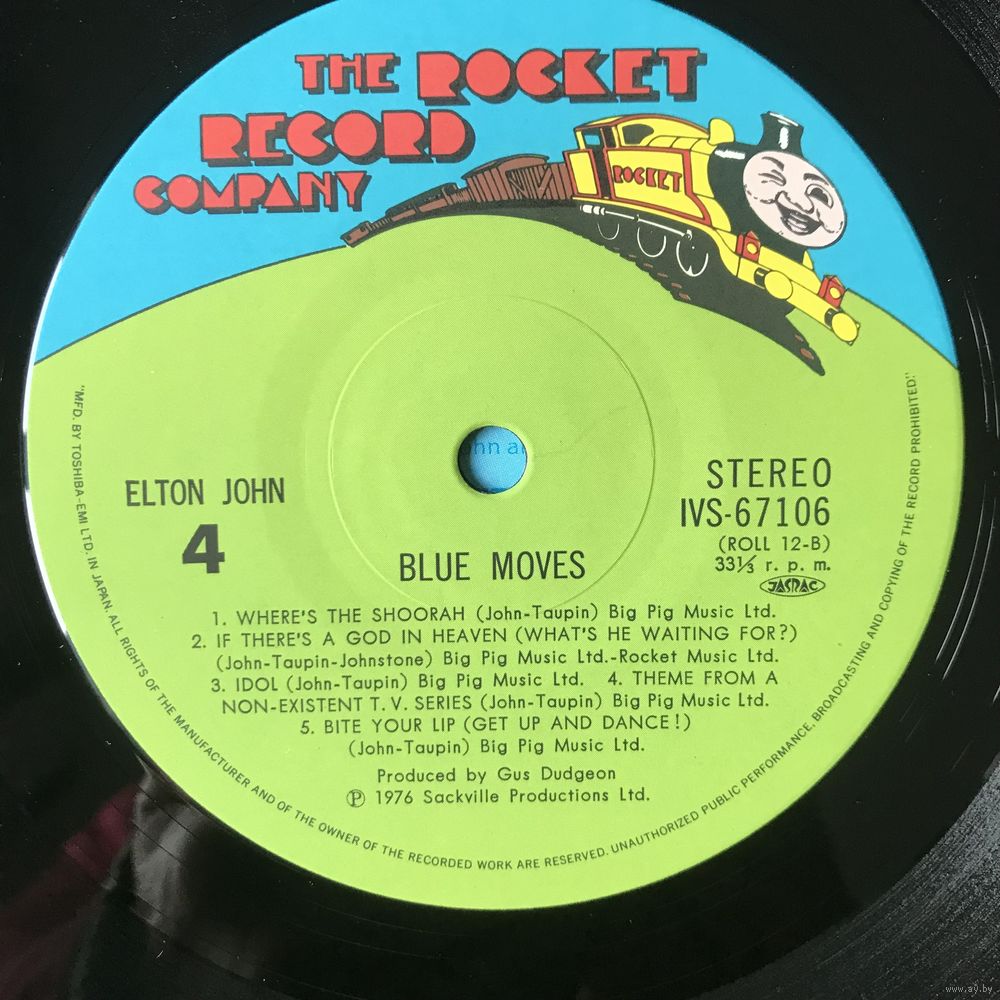 THE ROCKET
RECORD
COMPANY
ROCKET
ELTON JOHN
4
STEREO
IVS-67106
(ROLL 12-B)
33⅓ r. p. m.
JASRAC
BLUE MOVES
1. WHERE'S THE SHOORAH (John-Taupin) Big Pig Music Ltd.
2. IF THERE'S A GOD IN HEAVEN (WHAT'S HE WAITING FOR?)
(John-Taupin-Johnstone) Big Pig Music Ltd.-Rocket Music Ltd.
3. IDOL (John-Taupin) Big Pig Music Ltd. 4. THEME FROM A
NON-EXISTENT T. V. SERIES (John-Taupin) Big Pig Music Ltd.
5. BITE YOUR LIP (GET UP AND DANCE!)
(John-Taupin) Big Pig Music Ltd.
Produced by Gus Dudgeon
Ⓟ 1976 Sackville Productions Ltd.
"MFD. BY TOSHIBA-EMI LTD. IN JAPAN. ALL RIGHTS OF THE MANUFACTURER AND OF THE OWNER OF THE RECORDED WORK ARE RESERVED. UNAUTHORIZED PUBLIC PERFORMANCE, BROADCASTING AND COPYING OF THE RECORD PROHIBITED."
www.ay.by